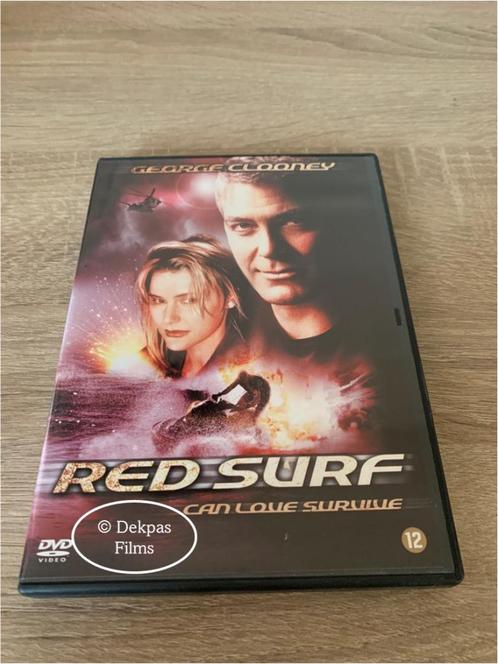 GEORGE CLOONEY
RED SURF
CAN LOVE SURVIVE
© Dekpas
Films
DVD
VIDEO
12